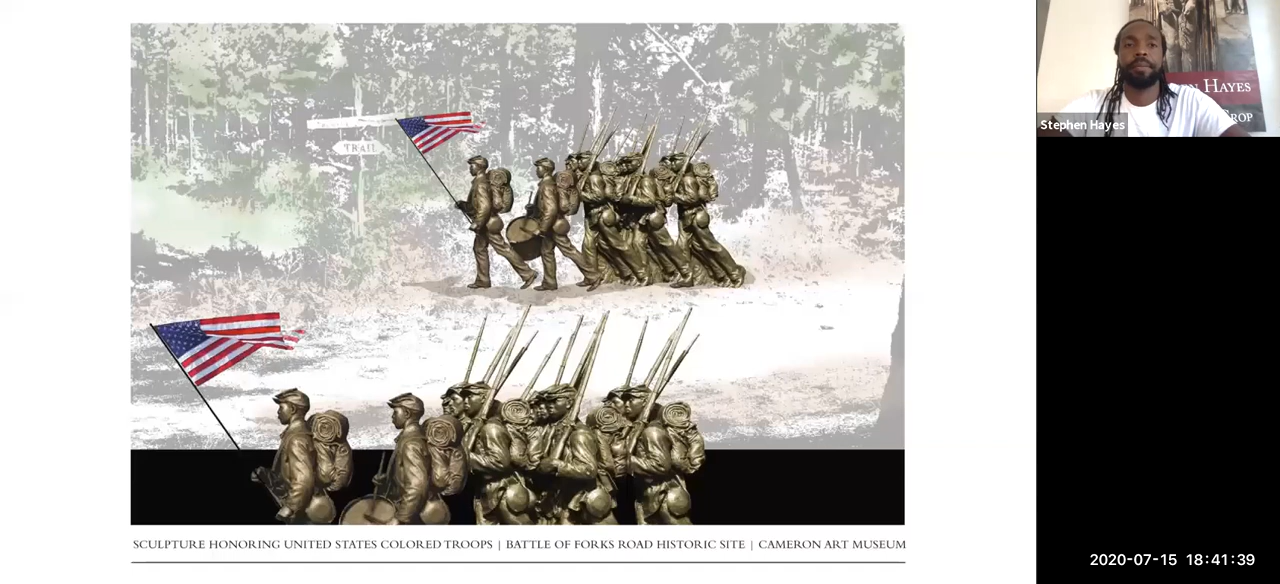 TRAIL
SCULPTURE HONORING UNITED STATES COLORED TROOPS | BATTLE OF FORKS ROAD HISTORIC SITE | CAMERON ART MUSEUM
HAYES
Stephen Hayes
2020-07-15 18:41:39